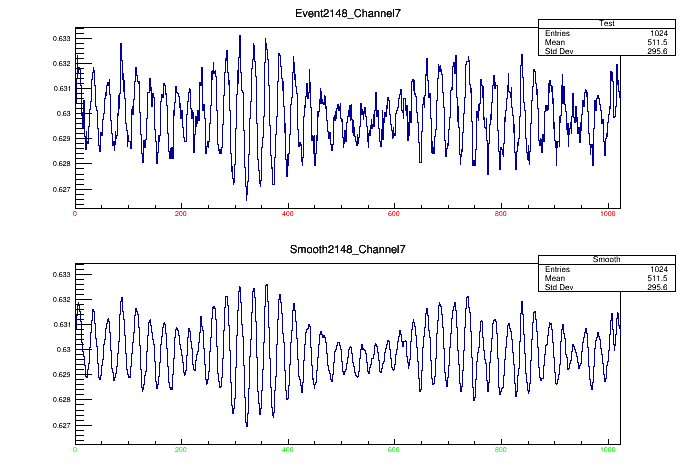 Event2148_Channel7
Test
Entries 1024
Mean 511.5
Std Dev 295.6
0.633
0.632
0.631
0.63
0.629
0.628
0.627
0 200 400 600 800 1000
Smooth2148_Channel7
Smooth
Entries 1024
Mean 511.5
Std Dev 295.6
0.633
0.632
0.631
0.63
0.629
0.628
0.627
0 200 400 600 800 1000